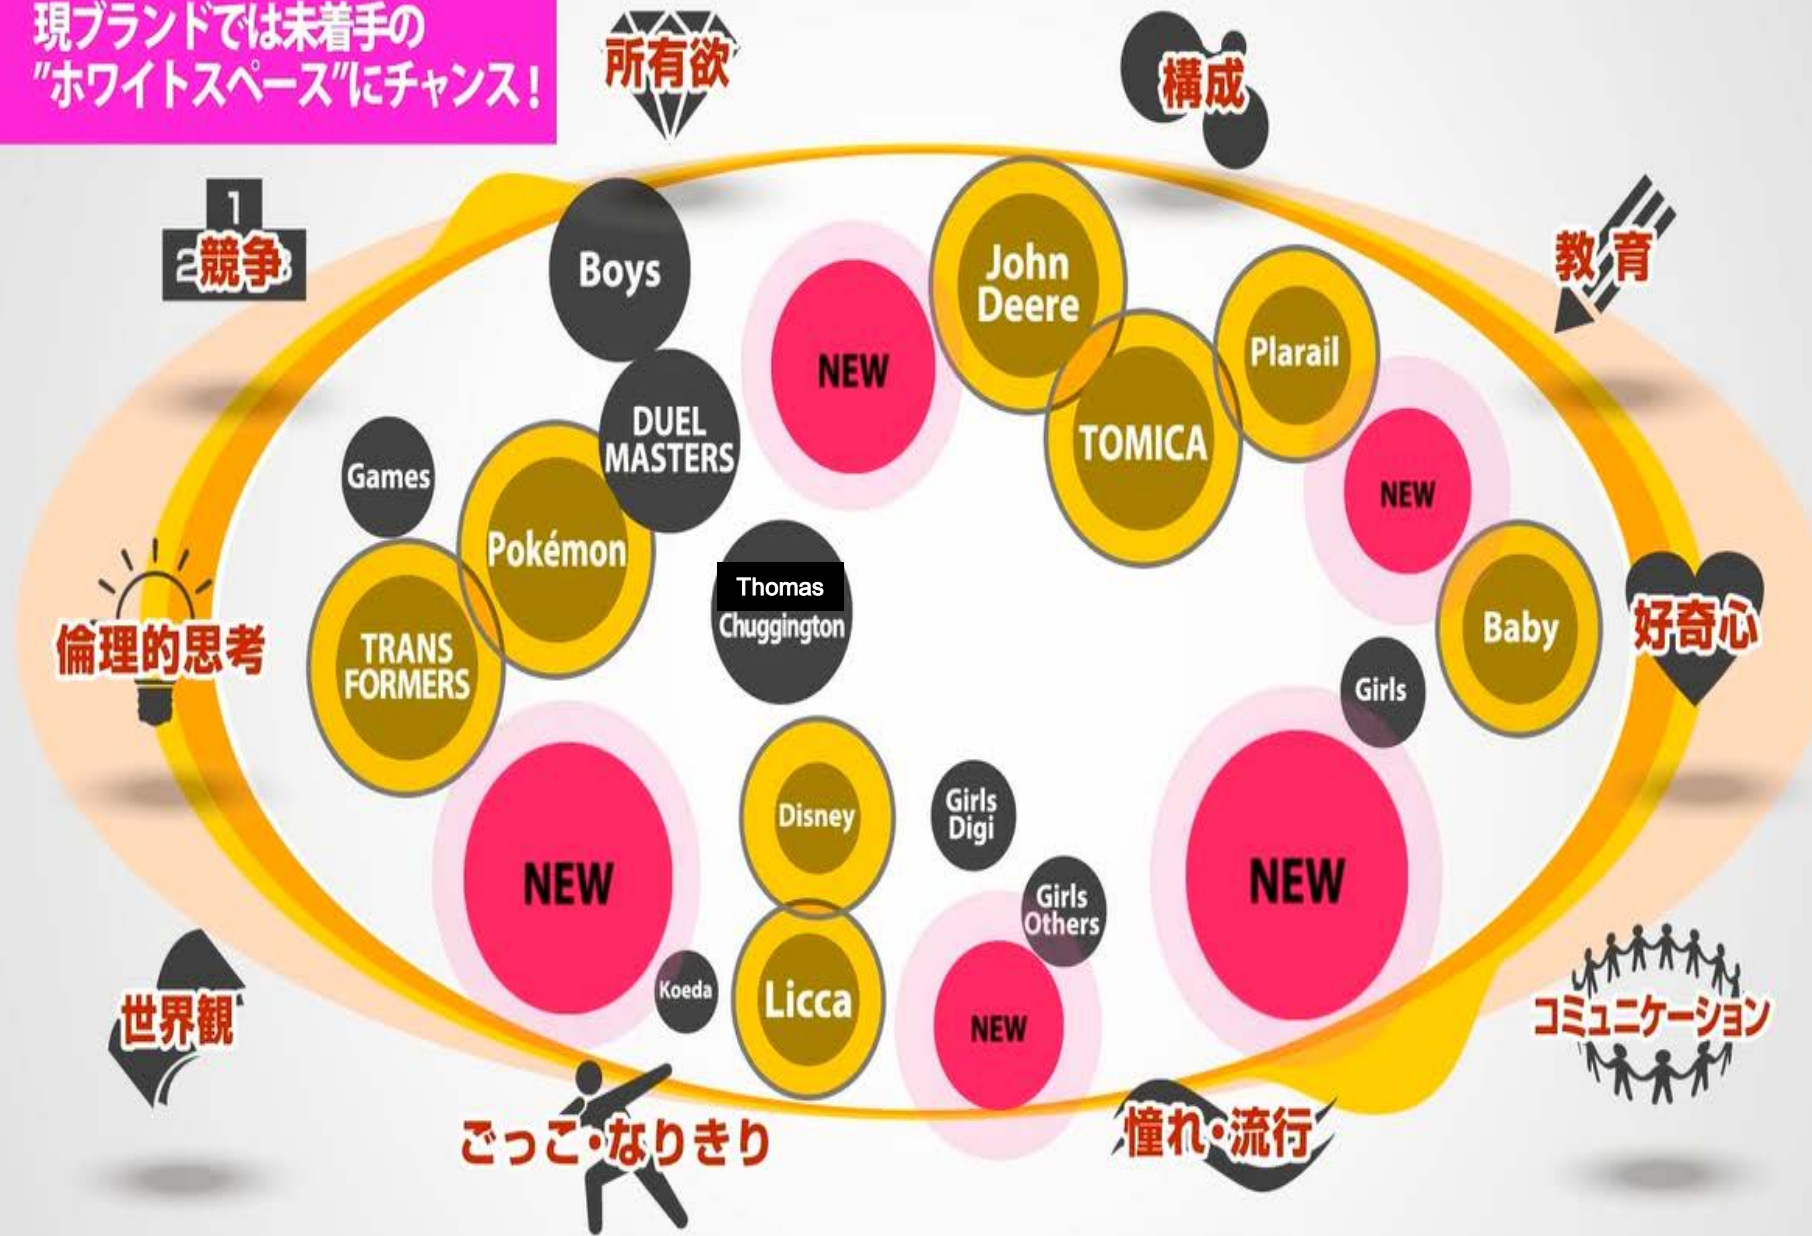 現ブランドでは未着手の
"ホワイトスペース"にチャンス!
所有欲
構成
1
2 競争 3
教育
Boys
John
Deere
NEW
Plarail
DUEL
MASTERS
TOMICA
Games
NEW
Pokémon
Thomas
Chuggington
倫理的思考
TRANS
FORMERS
Baby
好奇心
Girls
Disney
Girls
Digi
NEW
NEW
Girls
Others
Koeda
Licca
NEW
世界観
コミュニケーション
ごっこ・なりきり
憧れ・流行